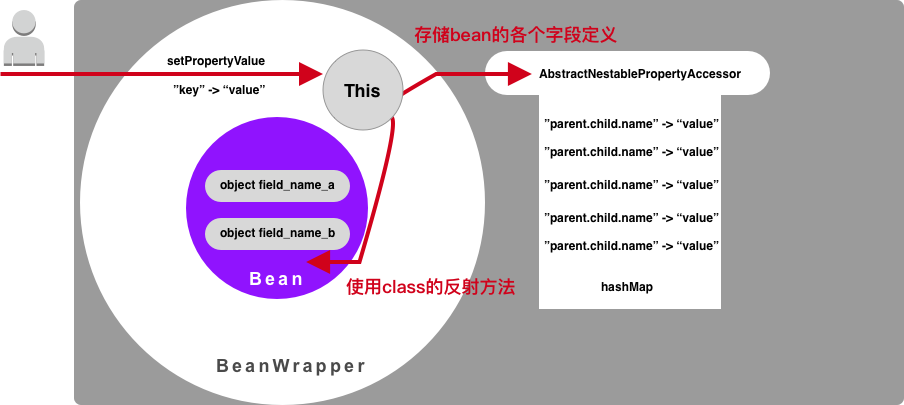 存储bean的各个字段定义
setPropertyValue
”key” -> “value”
This
AbstractNestablePropertyAccessor
”parent.child.name” -> “value”
”parent.child.name” -> “value”
”parent.child.name” -> “value”
”parent.child.name” -> “value”
”parent.child.name” -> “value”
hashMap
object field_name_a
object field_name_b
Bean
使用class的反射方法
BeanWrapper